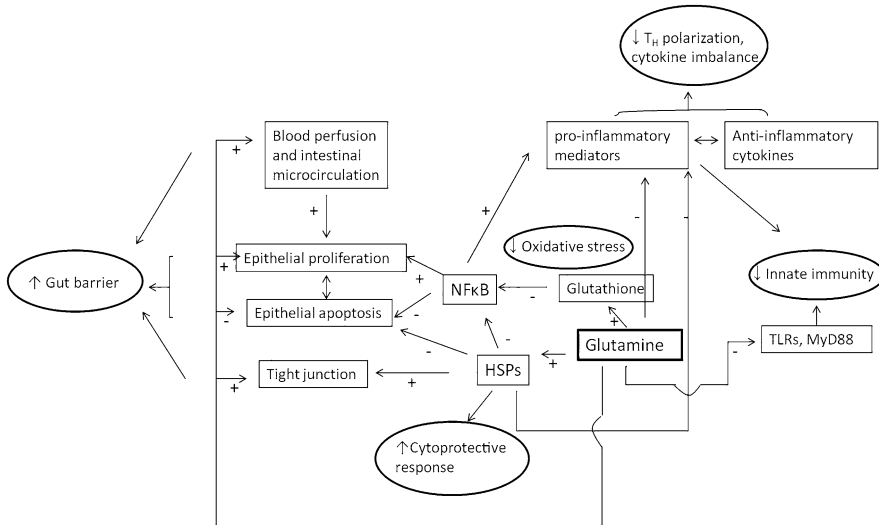 ↓ TH polarization,
cytokine imbalance
Blood perfusion
and intestinal
microcirculation
pro-inflammatory
mediators
Anti-inflammatory
cytokines
+
+
+
-
-
↓ Oxidative stress
Epithelial proliferation
+
+
↑ Gut barrier
NFκB
-
Glutathione
↓ Innate immunity
Epithelial apoptosis
-
-
+
-
-
Glutamine
-
TLRs, MyD88
Tight junction
+
+
HSPs
+
↑Cytoprotective
response